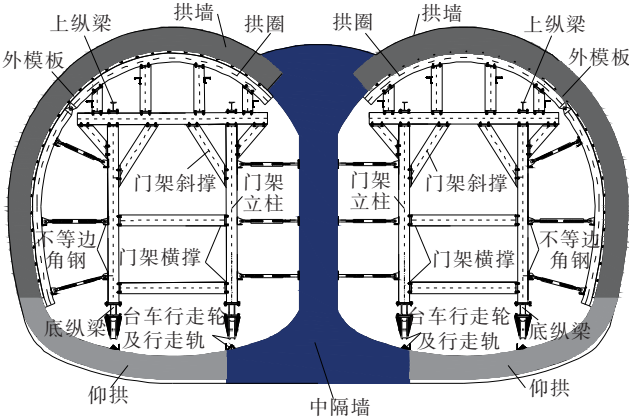 上纵梁
拱墙
拱圈
外模板
拱圈
拱墙
上纵梁
外模板
门架斜撑
门架
立柱
门架
立柱
门架斜撑
不等边
角钢
门架横撑
门架横撑
不等边
角钢
底纵梁
台车行走轮
及行走轨
台车行走轮
及行走轨
底纵梁
仰拱
中隔墙
仰拱